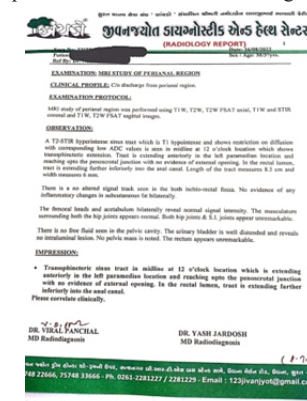 જીવનજ્યોત ડાયગ્નોસ્ટીક એન્ડ હેલ્થ સેન્ટર
(RADIOLOGY REPORT)
EXAMINATION: MRI STUDY OF PERIANAL REGION
CLINICAL PROFILE: C/o discharge from perianal region.
EXAMINATION PROTOCOL:
MRI study of perianal region was performed using T1W, T2W, T2W FSAT axial, T1W and STIR
coronal and T1W, T2W FSAT sagittal images.
OBSERVATION:
A T2-STIR hyperintense sinus tract which is T1 hypointense and shows restriction on diffusion
with corresponding low ADC values is seen in midline at 12 o'clock location which shows
transsphincteric extension. Tract is extending anteriorly in the left paramedian location and
reaching upto the penoscrotal junction with no evidence of external opening. In the rectal lumen,
tract is extending further inferiorly into the anal canal. Length of the tract measures 8.5 cm and
width measures 6 mm.
There is no altered signal track seen in the both ischio-rectal fossa. No evidence of any
inflammatory changes in subcutaneous fat bilaterally.
The femoral heads and acetabulum bilaterally reveal normal signal intensity. The musculature
surrounding both the hip joints appears normal. Both hip joints & S.I. joints appear unremarkable.
There is no free fluid seen in the pelvic cavity. The urinary bladder is well distended and reveals
no intraluminal lesion. No pelvic mass is noted. The rectum appears unremarkable.
IMPRESSION:
• Transsphincteric sinus tract in midline at 12 o'clock location which is extending
anteriorly in the left paramedian location and reaching upto the penoscrotal junction
with no evidence of external opening. In the rectal lumen, tract is extending further
inferiorly into the anal canal.
Please correlate clinically.
DR. VIRAL PANCHAL DR. YASH JARDOSH
MD Radiodiagnosis MD Radiodiagnosis
748 22666, 75748 33666 - Ph. 0261-2281227 / 2281229 - Email : 123jivanjyot@gmail.c